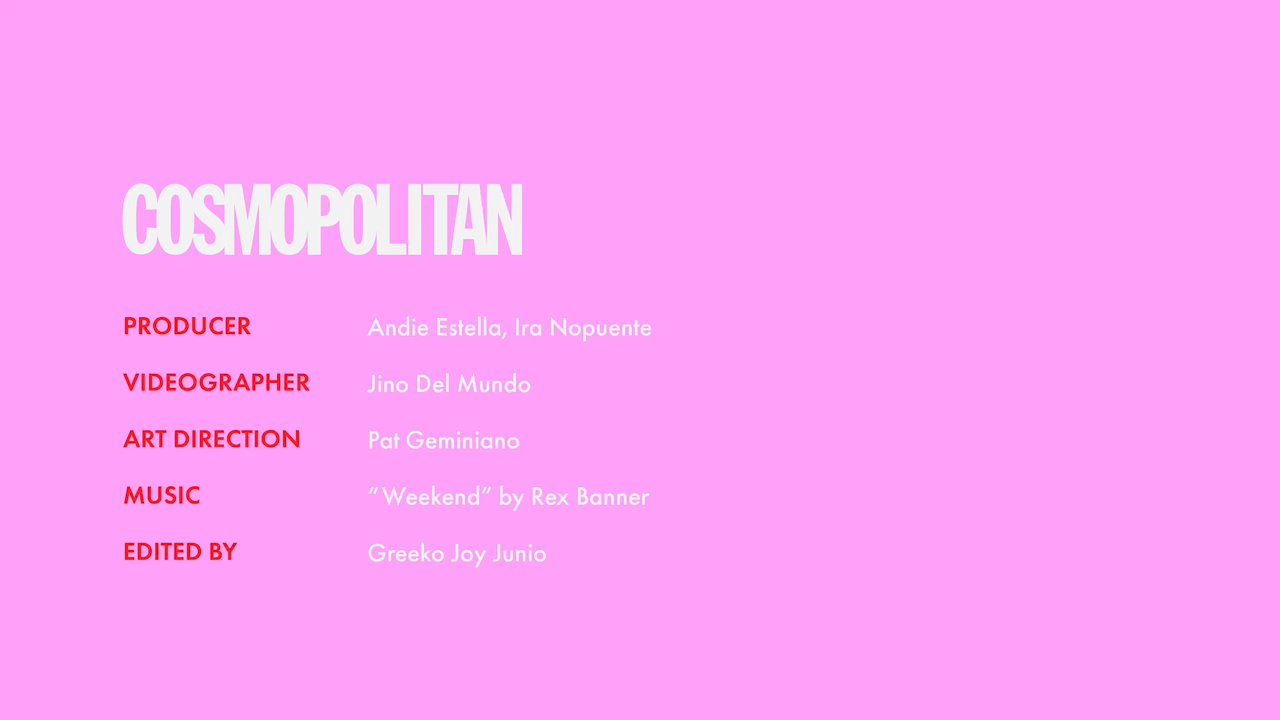 COSMOPOLITAN
PRODUCER Andie Estella, Ira Nopuente
VIDEOGRAPHER Jino Del Mundo
ART DIRECTION Pat Geminiano
MUSIC “Weekend” by Rex Banner
EDITED BY Greeko Joy Junio